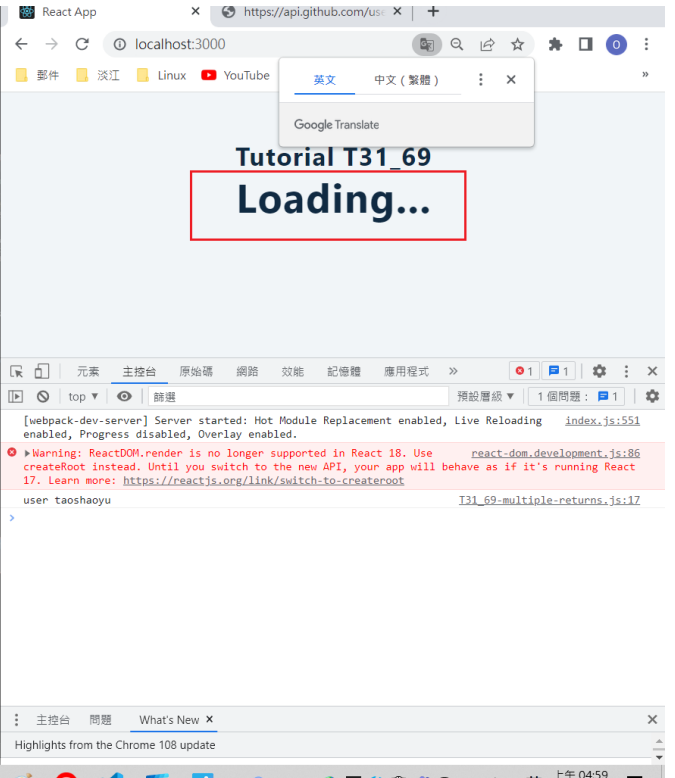 React App
https://api.github.com/use
localhost:3000
郵件
淡江
Linux
YouTube
»
英文
中文（繁體）
Google Translate
Tutorial T31_69
Loading...
元素
主控台
原始碼
網路
效能
記憶體
應用程式
»
1
1
top ▼
篩選
預設層級 ▼
1 個問題：
1
[webpack-dev-server] Server started: Hot Module Replacement enabled, Live Reloading index.js:551
enabled, Progress disabled, Overlay enabled.
▶Warning: ReactDOM.render is no longer supported in React 18. Use react-dom.development.js:86
createRoot instead. Until you switch to the new API, your app will behave as if it's running React
17. Learn more: https://reactjs.org/link/switch-to-createroot
user taoshaoyu T31_69-multiple-returns.js:17
>
主控台
問題
What's New
Highlights from the Chrome 108 update
上午 04:59